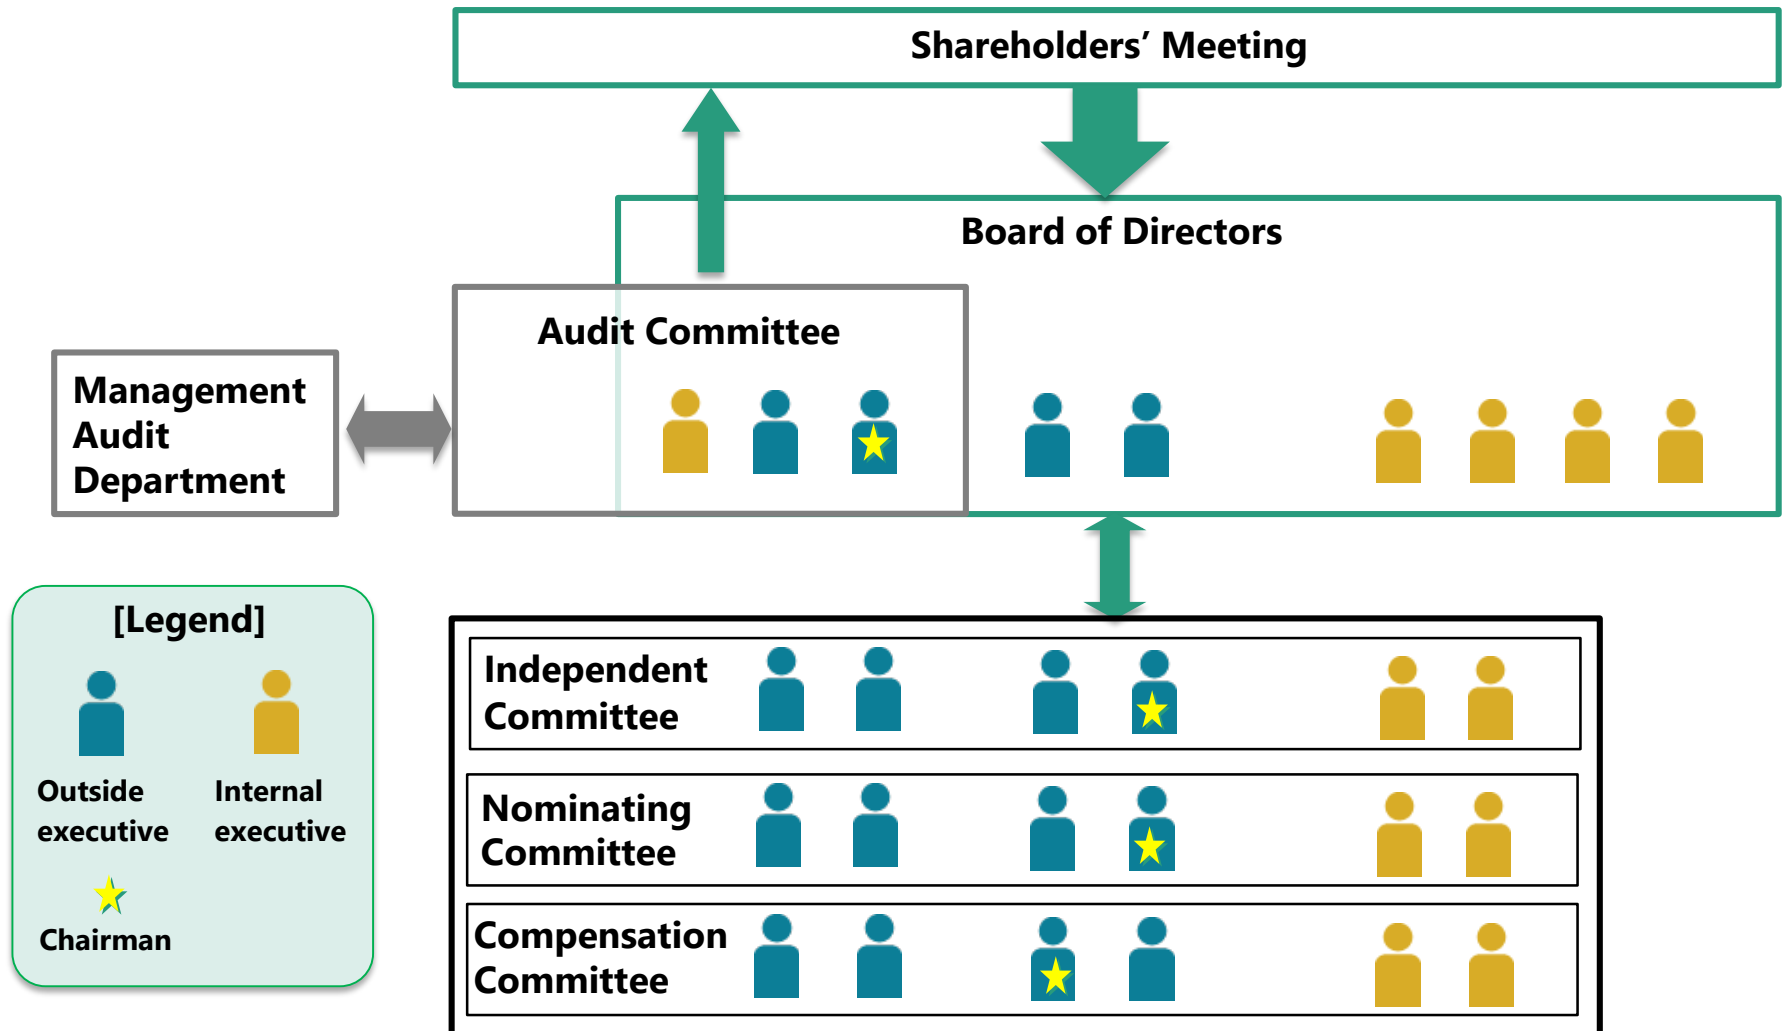 Shareholders’ Meeting
Board of Directors
Audit Committee
Management
Audit
Department
[Legend]
Outside
executive
Internal
executive
Chairman
Independent
Committee
Nominating
Committee
Compensation
Committee